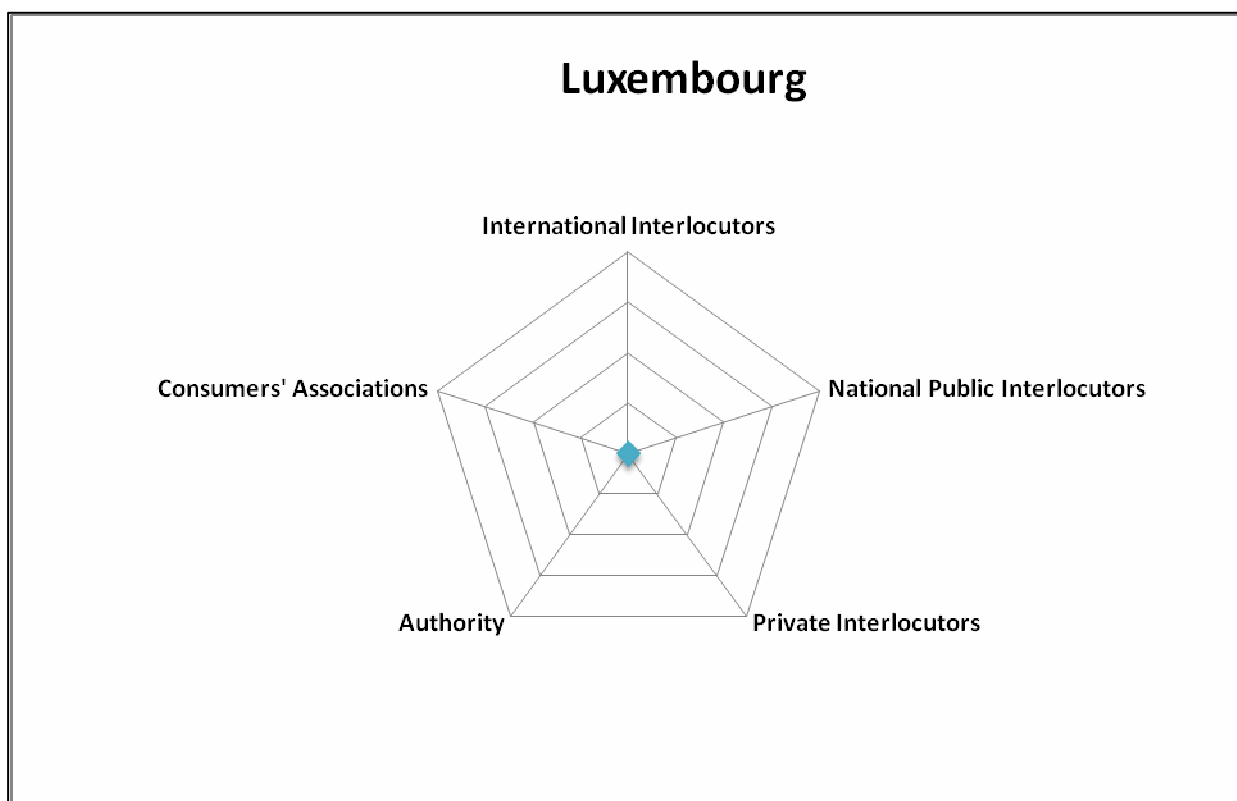 Luxembourg
International Interlocutors
Consumers' Associations
National Public Interlocutors
Authority
Private Interlocutors